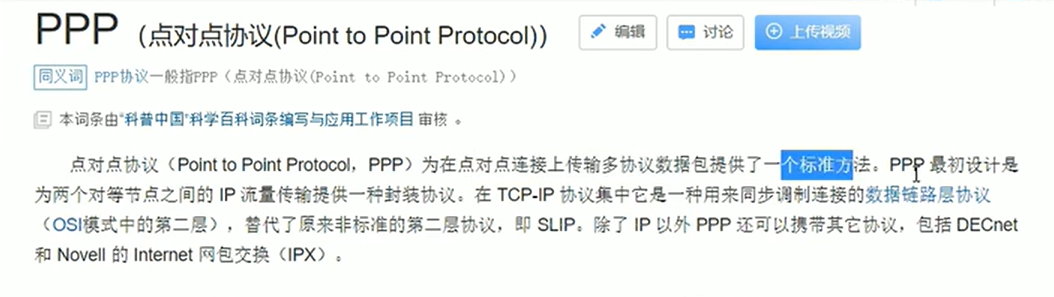 PPP（点对点协议(Point to Point Protocol)） 编辑 讨论 上传视频
同义词 PPP协议一般指PPP（点对点协议(Point to Point Protocol)）
本词条由“科普中国”科学百科词条编写与应用工作项目 审核 。
点对点协议（Point to Point Protocol，PPP）为在点对点连接上传输多协议数据包提供了一个标准方法。PPP 最初设计是
为两个对等节点之间的 IP 流量传输提供一种封装协议。在 TCP-IP 协议集中它是一种用来同步调制连接的数据链路层协议
（OSI模式中的第二层），替代了原来非标准的第二层协议，即 SLIP。除了 IP 以外 PPP 还可以携带其它协议，包括 DECnet
和 Novell 的 Internet 网包交换（IPX）。